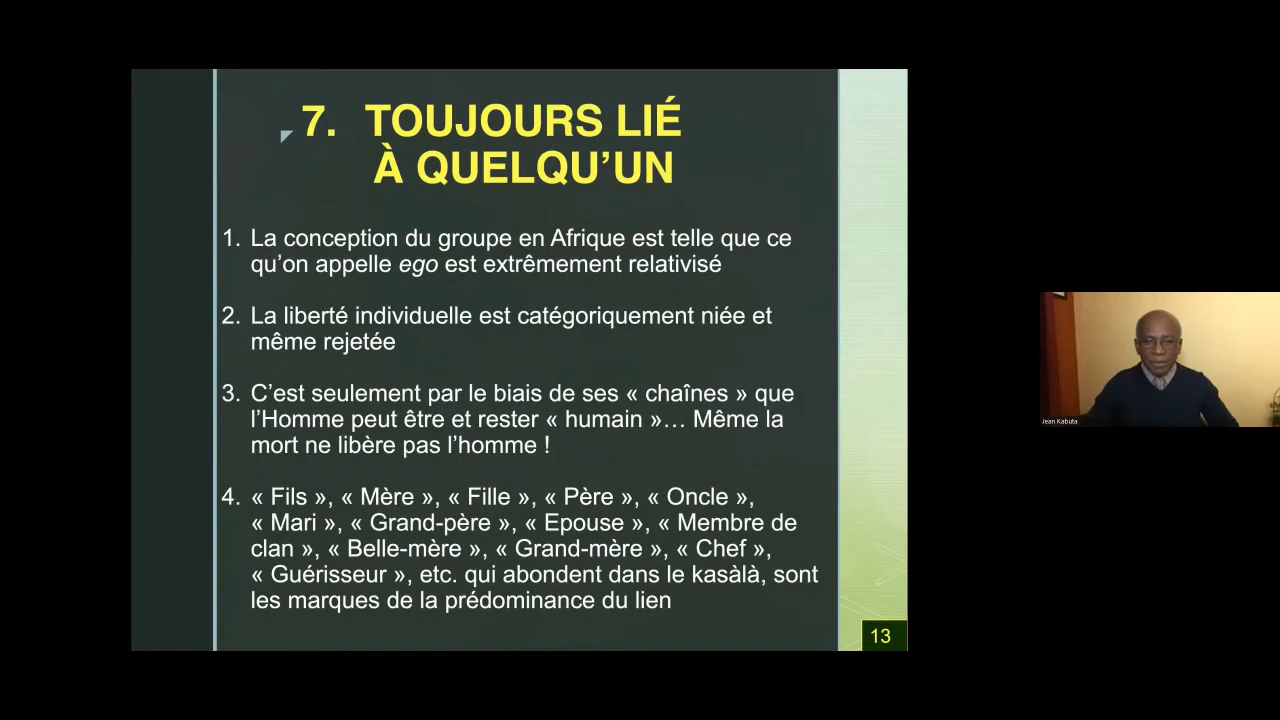 7. TOUJOURS LIÉ
À QUELQU’UN
1. La conception du groupe en Afrique est telle que ce
qu’on appelle ego est extrêmement relativisé
2. La liberté individuelle est catégoriquement niée et
même rejetée
3. C’est seulement par le biais de ses « chaînes » que
l’Homme peut être et rester « humain »… Même la
mort ne libère pas l’homme !
4. « Fils », « Mère », « Fille », « Père », « Oncle »,
« Mari », « Grand-père », « Epouse », « Membre de
clan », « Belle-mère », « Grand-mère », « Chef »,
« Guérisseur », etc. qui abondent dans le kasàlà, sont
les marques de la prédominance du lien
13
Jean Kabuta